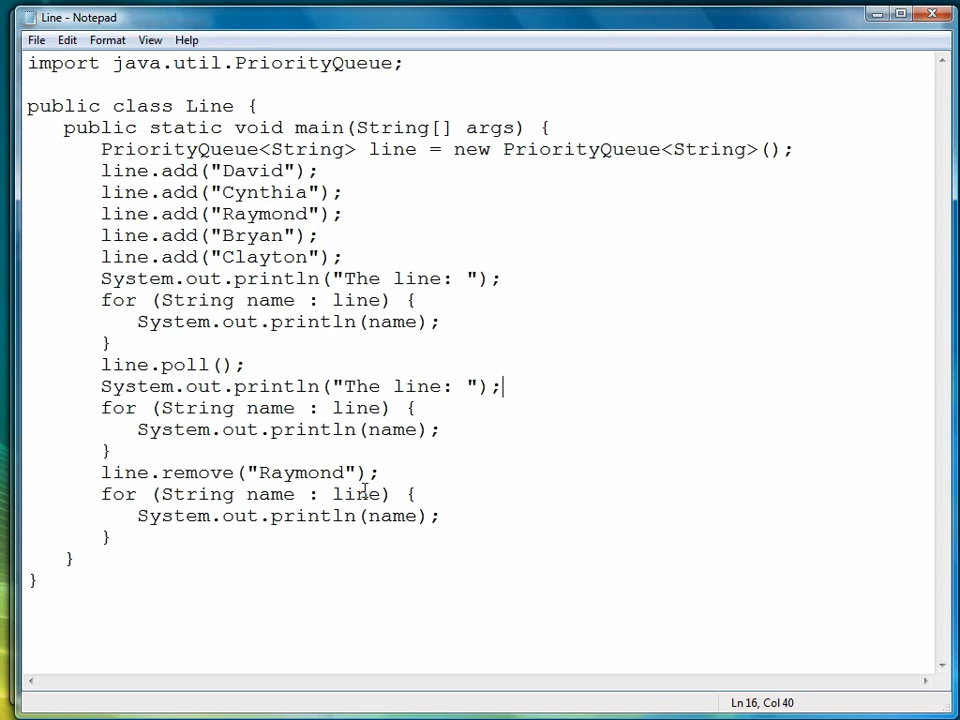 Line - Notepad
File Edit Format View Help
import java.util.PriorityQueue;

public class Line {
   public static void main(String[] args) {
      PriorityQueue<String> line = new PriorityQueue<String>();
      line.add("David");
      line.add("Cynthia");
      line.add("Raymond");
      line.add("Bryan");
      line.add("Clayton");
      System.out.println("The line: ");
      for (String name : line) {
         System.out.println(name);
      }
      line.poll();
      System.out.println("The line: ");
      for (String name : line) {
         System.out.println(name);
      }
      line.remove("Raymond");
      for (String name : line) {
         System.out.println(name);
      }
   }
}
Ln 16, Col 40